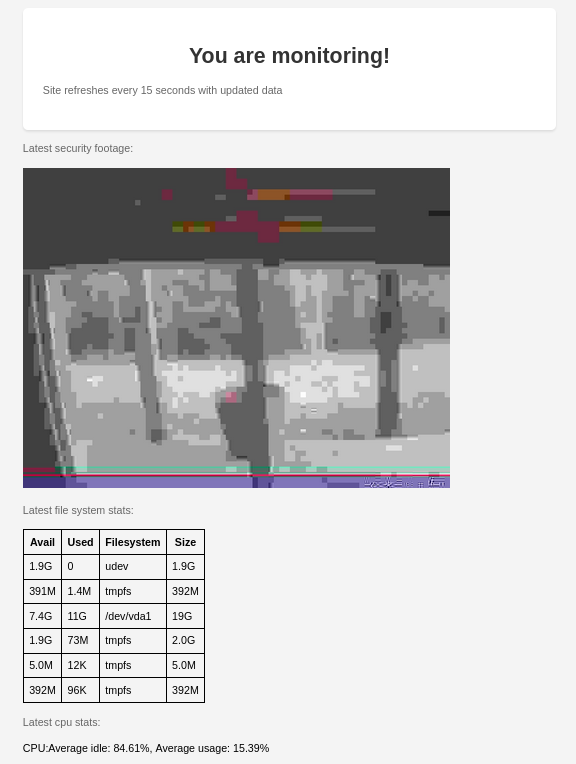 You are monitoring!
Site refreshes every 15 seconds with updated data
Latest security footage:
Latest file system stats:
Avail Used Filesystem Size
1.9G 0 udev 1.9G
391M 1.4M tmpfs 392M
7.4G 11G /dev/vda1 19G
1.9G 73M tmpfs 2.0G
5.0M 12K tmpfs 5.0M
392M 96K tmpfs 392M
Latest cpu stats:
CPU:Average idle: 84.61%, Average usage: 15.39%